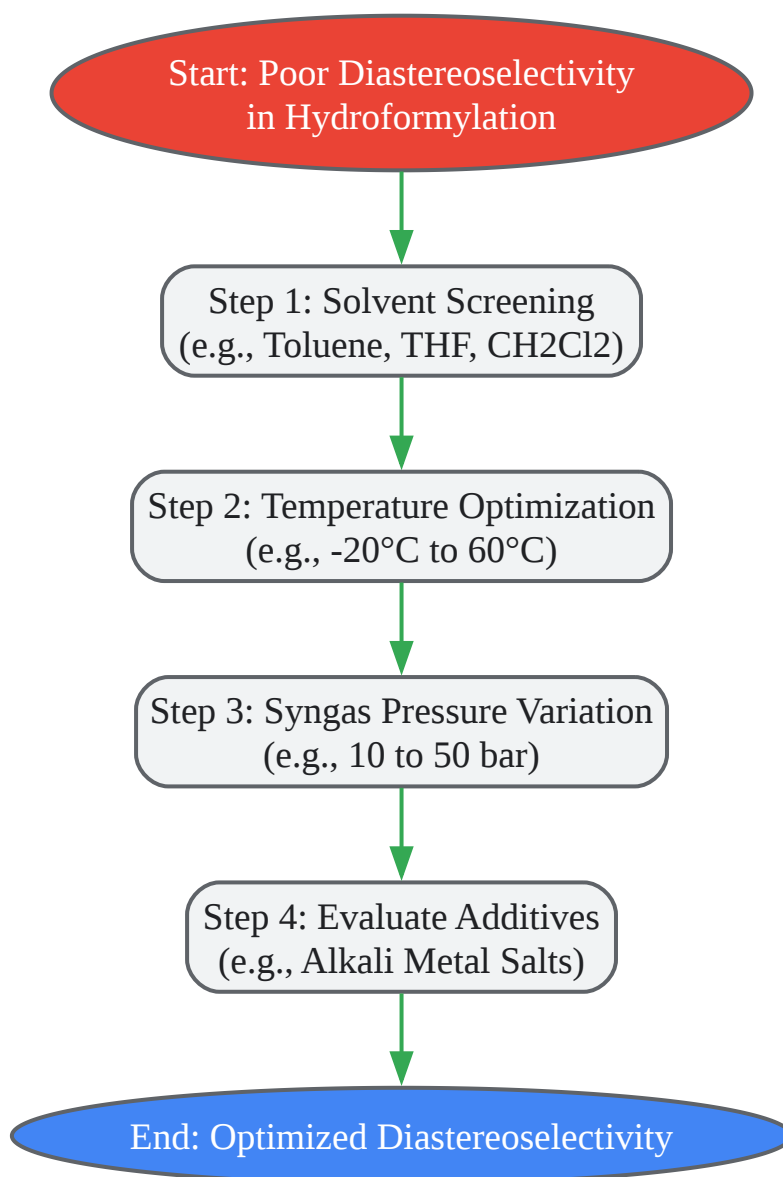 Start: Poor Diastereoselectivity
in Hydroformylation
Step 1: Solvent Screening
(e.g., Toluene, THF, CH2Cl2)
Step 2: Temperature Optimization
(e.g., -20°C to 60°C)
Step 3: Syngas Pressure Variation
(e.g., 10 to 50 bar)
Step 4: Evaluate Additives
(e.g., Alkali Metal Salts)
End: Optimized Diastereoselectivity